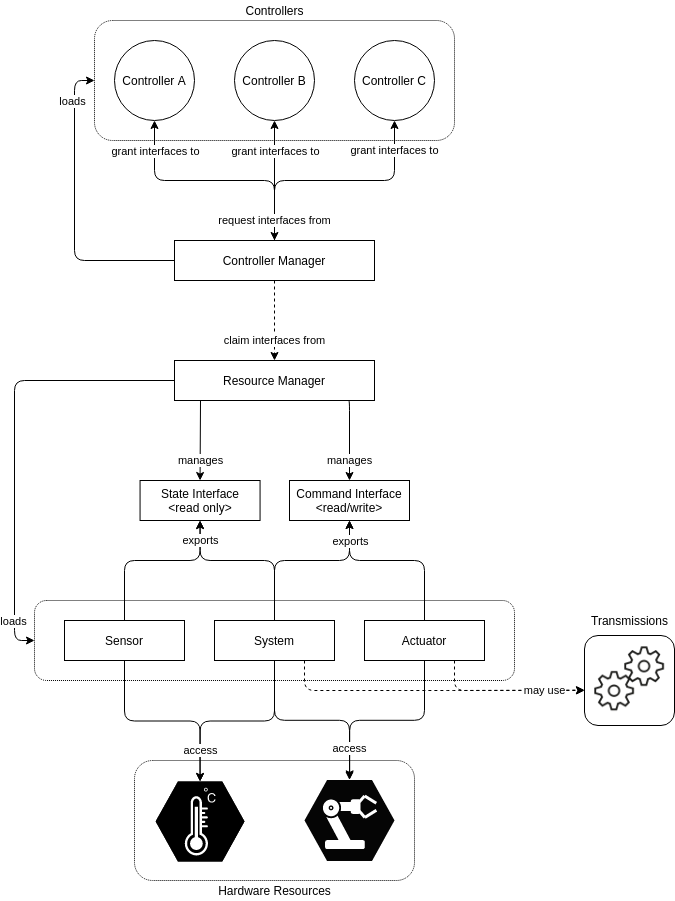 Controllers
Controller A
Controller B
Controller C
loads
grant interfaces to
grant interfaces to
grant interfaces to
request interfaces from
Controller Manager
claim interfaces from
Resource Manager
manages
manages
State Interface
<read only>
Command Interface
<read/write>
exports
exports
loads
Sensor
System
Actuator
Transmissions
may use
access
access
°C
Hardware Resources